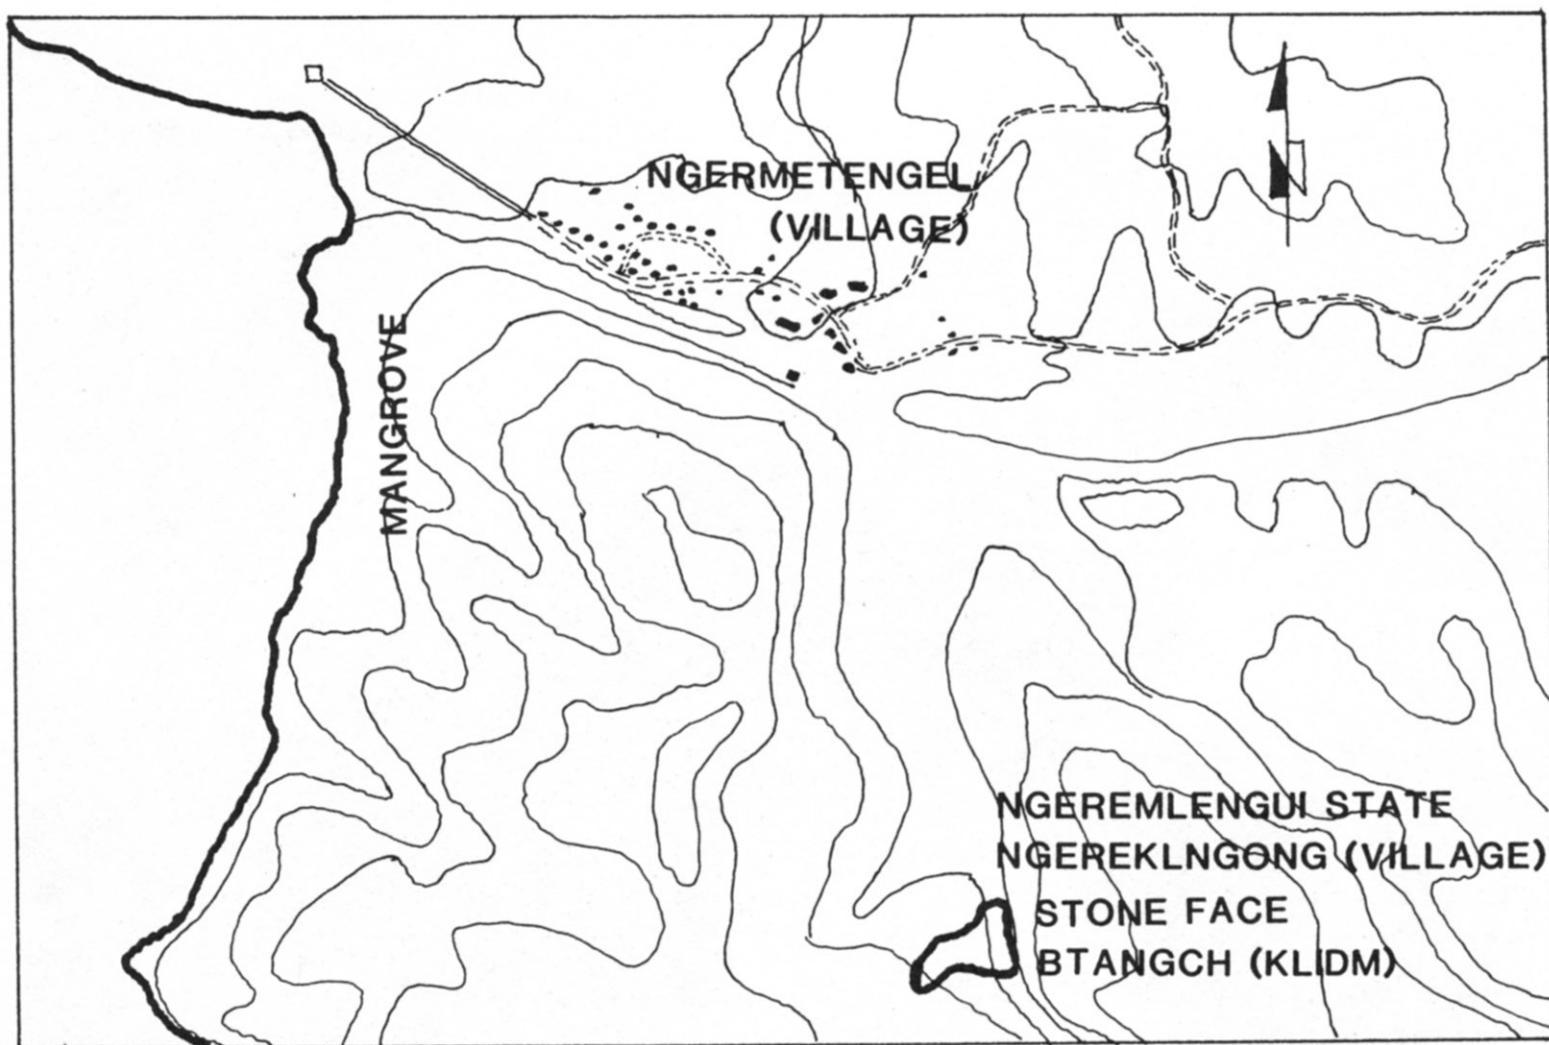 N
NGERMETENGEL
(VILLAGE)
MANGROVE
NGEREMLENGUI STATE
NGEREKLNGONG (VILLAGE)
STONE FACE
BTANGCH (KLIDM)